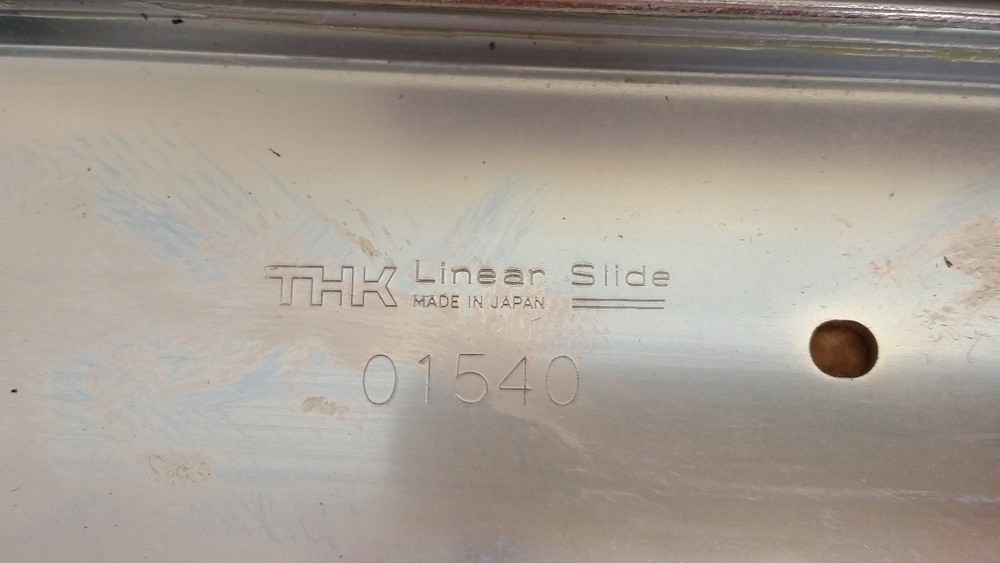 THK Linear Slide
MADE IN JAPAN
01540